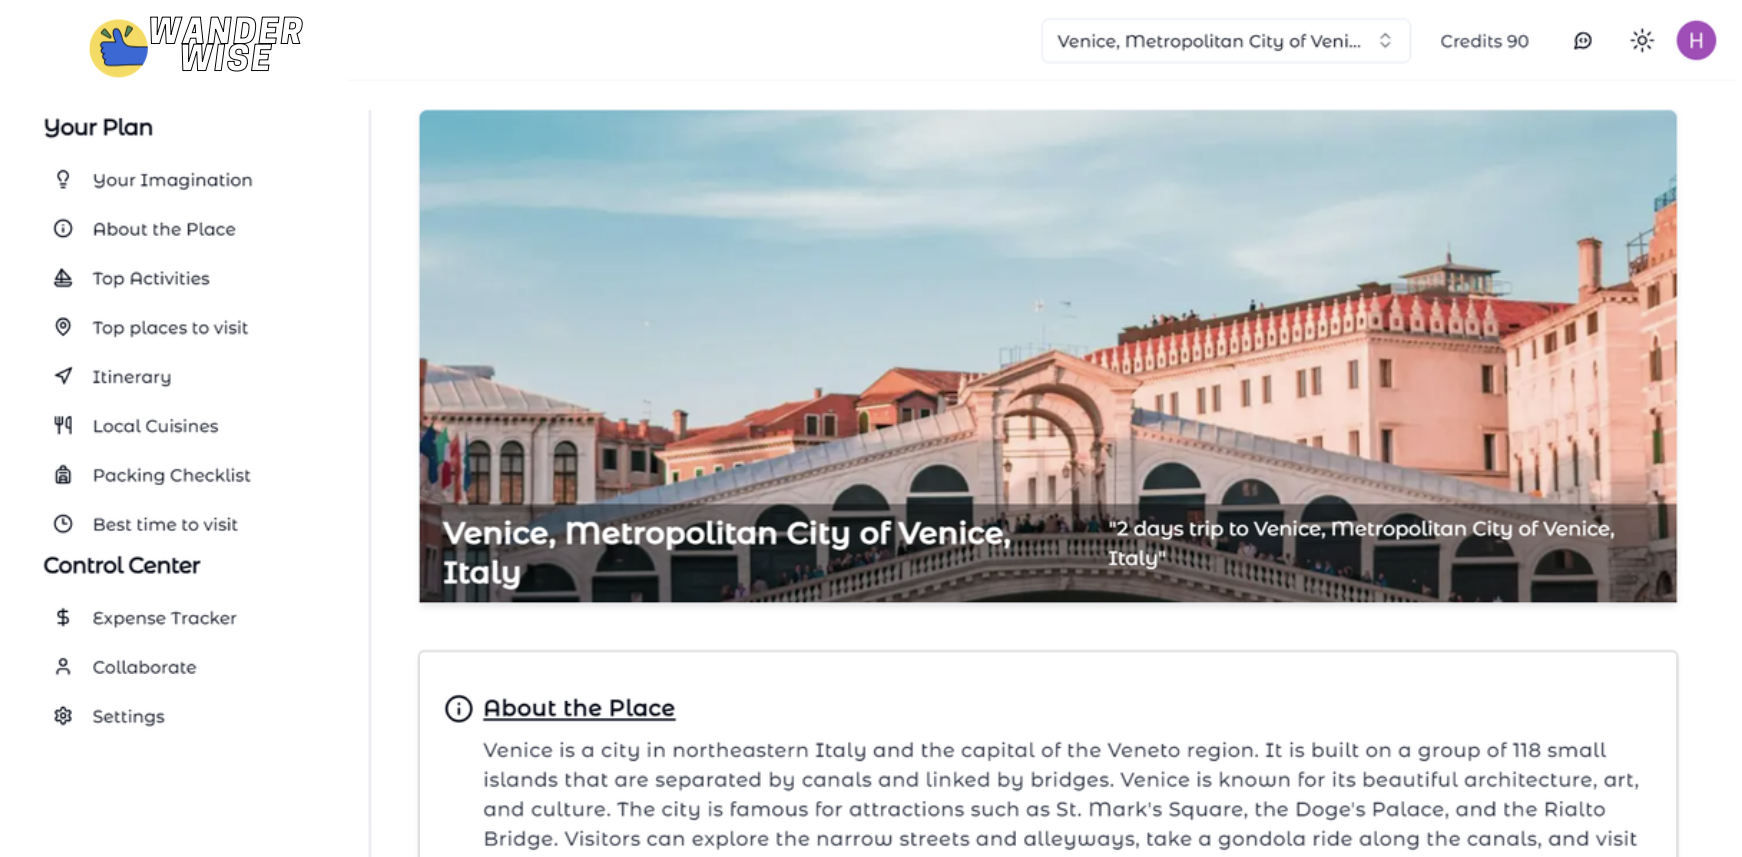 WANDER
WISE
Venice, Metropolitan City of Veni...
Credits 90
H
Your Plan
Your Imagination
About the Place
Top Activities
Top places to visit
Itinerary
Local Cuisines
Packing Checklist
Best time to visit
Control Center
Expense Tracker
Collaborate
Settings
Venice, Metropolitan City of Venice,
Italy
"2 days trip to Venice, Metropolitan City of Venice,
Italy"
About the Place
Venice is a city in northeastern Italy and the capital of the Veneto region. It is built on a group of 118 small
islands that are separated by canals and linked by bridges. Venice is known for its beautiful architecture, art,
and culture. The city is famous for attractions such as St. Mark's Square, the Doge's Palace, and the Rialto
Bridge. Visitors can explore the narrow streets and alleyways, take a gondola ride along the canals, and visit